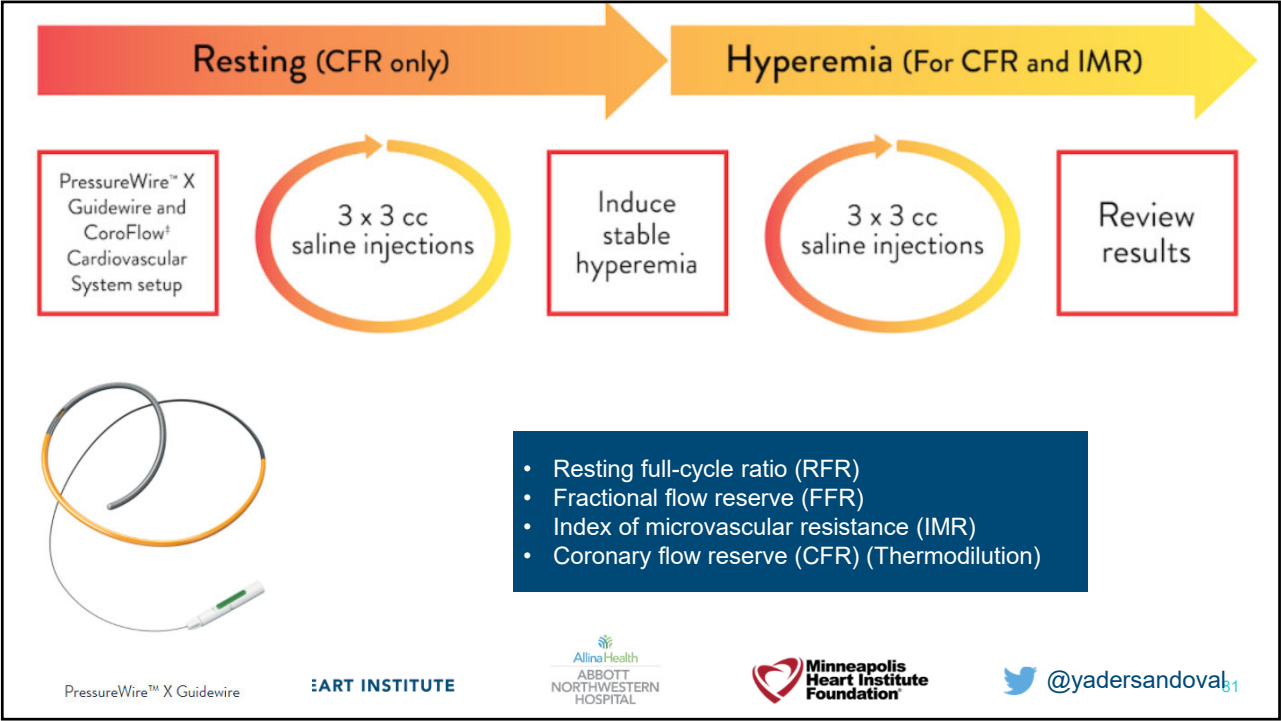 Resting (CFR only)
Hyperemia (For CFR and IMR)
PressureWire™ X
Guidewire and
CoroFlow‡
Cardiovascular
System setup
3 x 3 cc
saline injections
Induce
stable
hyperemia
3 x 3 cc
saline injections
Review
results
• Resting full-cycle ratio (RFR)
• Fractional flow reserve (FFR)
• Index of microvascular resistance (IMR)
• Coronary flow reserve (CFR) (Thermodilution)
PressureWire™ X Guidewire
EART INSTITUTE
Allina Health
ABBOTT
NORTHWESTERN
HOSPITAL
Minneapolis
Heart Institute
Foundation®
@yadersandoval
31